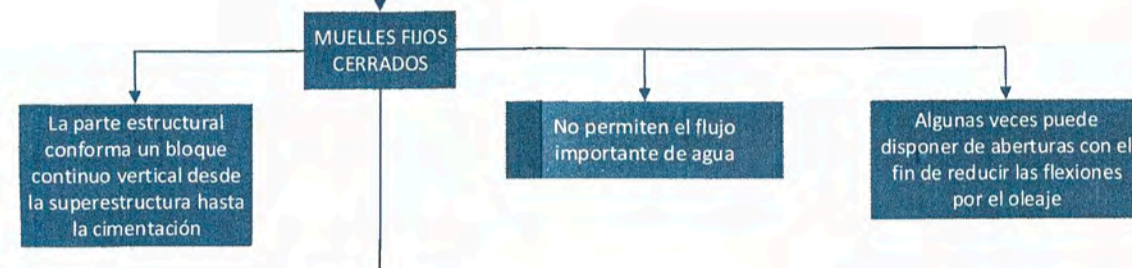 MUELLES FIJOS
CERRADOS
La parte estructural
conforma un bloque
continuo vertical desde
la superestructura hasta
la cimentación
No permiten el flujo
importante de agua
Algunas veces puede
disponer de aberturas con el
fin de reducir las flexiones
por el oleaje